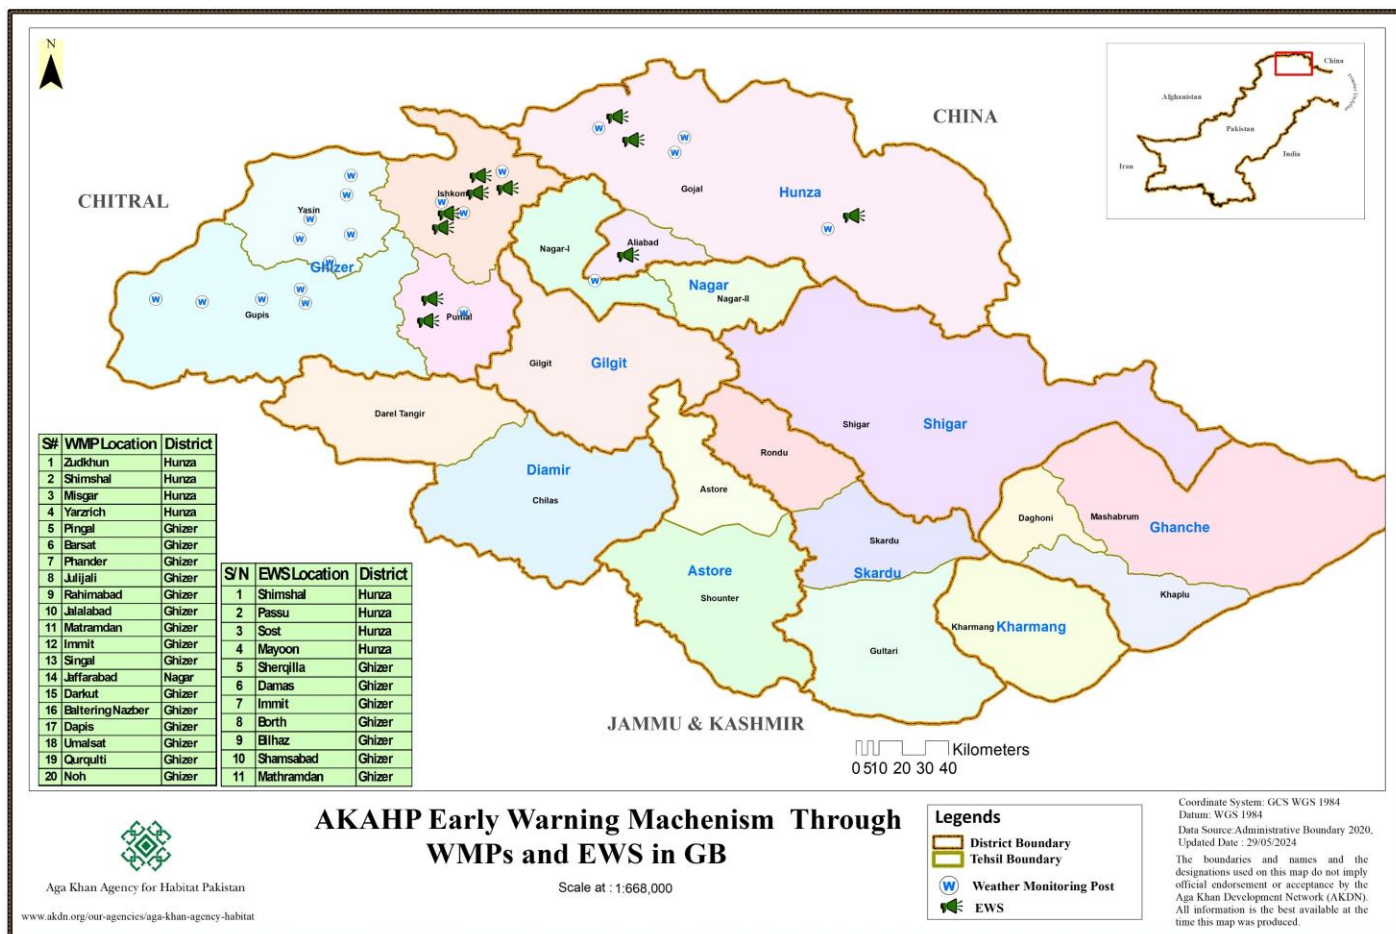 N
CHINA
CHITRAL
JAMMU & KASHMIR
China
Afghanistan
Pakistan
India
Iran
Gojal
Hunza
Yasin
Ghizer
Gupis
Nagar-I
Aliabad
Nagar
Nagar-II
Gilgit
Gilgit
Darel Tangir
Diamir
Chilas
Astore
Rondu
Shigar
Shigar
Skardu
Skardu
Astore
Shounter
Gultari
Kharmang
Kharmang
Daghoni
Mashabrum
Ghanche
Khaplu
S# WMP Location District
1 Zudkhun Hunza
2 Shimshal Hunza
3 Misgar Hunza
4 Yarzrich Hunza
5 Pingal Ghizer
6 Barsat Ghizer
7 Phander Ghizer
8 Julijali Ghizer
9 Rahimabad Ghizer
10 Jalalabad Ghizer
11 Matramdan Ghizer
12 Immit Ghizer
13 Singal Ghizer
14 Jaffarabad Nagar
15 Darkut Ghizer
16 Baltering Nazber Ghizer
17 Dapis Ghizer
18 Umalsat Ghizer
19 Qurqulti Ghizer
20 Noh Ghizer
S/N EWS Location District
1 Shimshal Hunza
2 Passu Hunza
3 Sost Hunza
4 Mayoon Hunza
5 Sherqilla Ghizer
6 Damas Ghizer
7 Immit Ghizer
8 Borth Ghizer
9 Bilhaz Ghizer
10 Shamsabad Ghizer
11 Mathramdan Ghizer
Kilometers
0 5 10 20 30 40
Aga Khan Agency for Habitat Pakistan
www.akdn.org/our-agencies/aga-khan-agency-habitat
AKAHP Early Warning Machenism Through
WMPs and EWS in GB
Scale at : 1:668,000
Legends
District Boundary
Tehsil Boundary
W Weather Monitoring Post
EWS
Coordinate System: GCS WGS 1984
Datum: WGS 1984
Data Source:Administrative Boundary 2020,
Updated Date : 29/05/2024
The boundaries and names and the
designations used on this map do not imply
official endorsement or acceptance by the
Aga Khan Development Network (AKDN).
All information is the best available at the
time this map was produced.